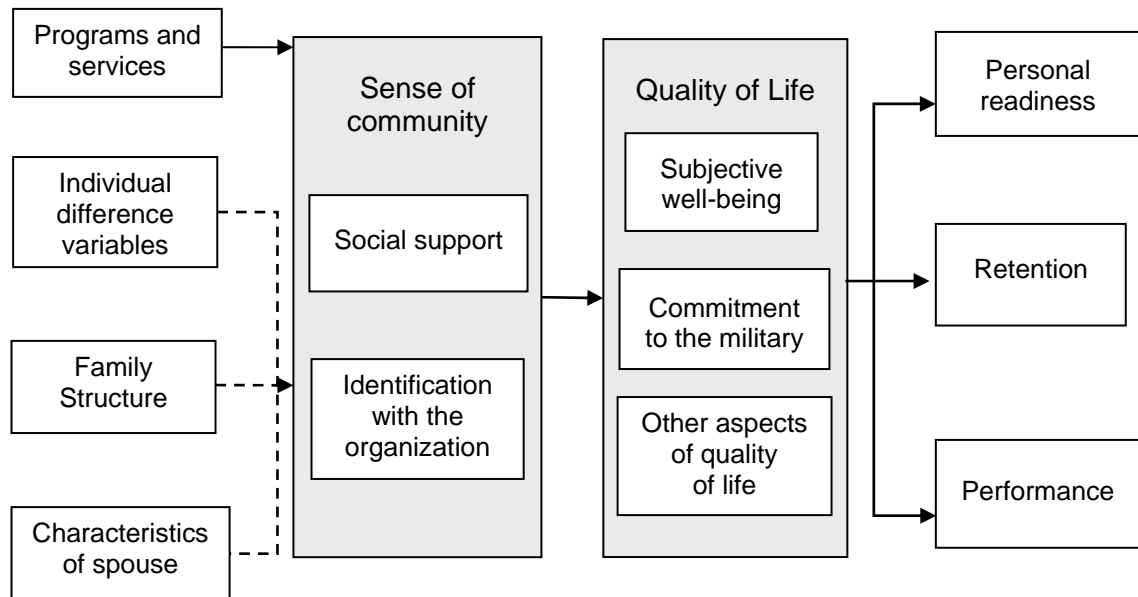 Programs and
services
Individual
difference
variables
Family
Structure
Characteristics
of spouse
Sense of
community
Social support
Identification
with the
organization
Quality of Life
Subjective
well-being
Commitment
to the military
Other aspects
of quality
of life
Personal
readiness
Retention
Performance